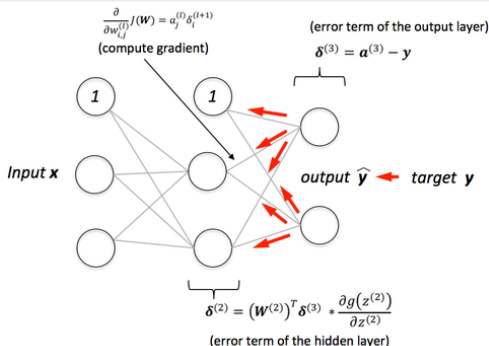 ∂/∂w_{i,j}^{(l)} J(W) = a_j^{(l)} δ_i^{(l+1)}
(compute gradient)
(error term of the output layer)
δ^{(3)} = a^{(3)} − y
1
1
Input x
output ŷ
target y
δ^{(2)} = (W^{(2)})^T δ^{(3)} * ∂g(z^{(2)})/∂z^{(2)}
(error term of the hidden layer)